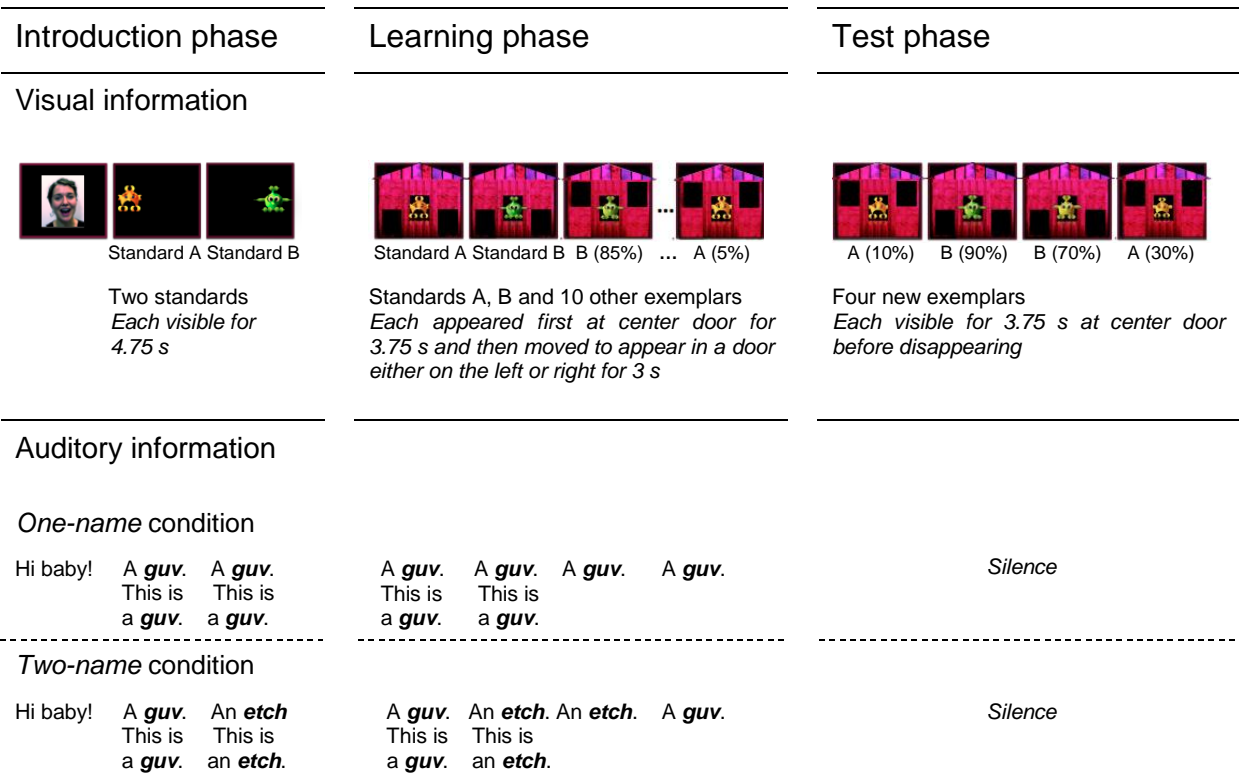 Introduction phase
Learning phase
Test phase
Visual information
Standard A Standard B
Standard A Standard B B (85%) ... A (5%)
...
A (10%) B (90%) B (70%) A (30%)
Two standards
Each visible for
4.75 s
Standards A, B and 10 other exemplars
Each appeared first at center door for
3.75 s and then moved to appear in a door
either on the left or right for 3 s
Four new exemplars
Each visible for 3.75 s at center door
before disappearing
Auditory information
One-name condition
Hi baby! A guv. A guv.
This is This is
a guv. a guv.
A guv. A guv. A guv. A guv.
This is This is
a guv. a guv.
Silence
Two-name condition
Hi baby! A guv. An etch
This is This is
a guv. an etch.
A guv. An etch. An etch. A guv.
This is This is
a guv. an etch.
Silence